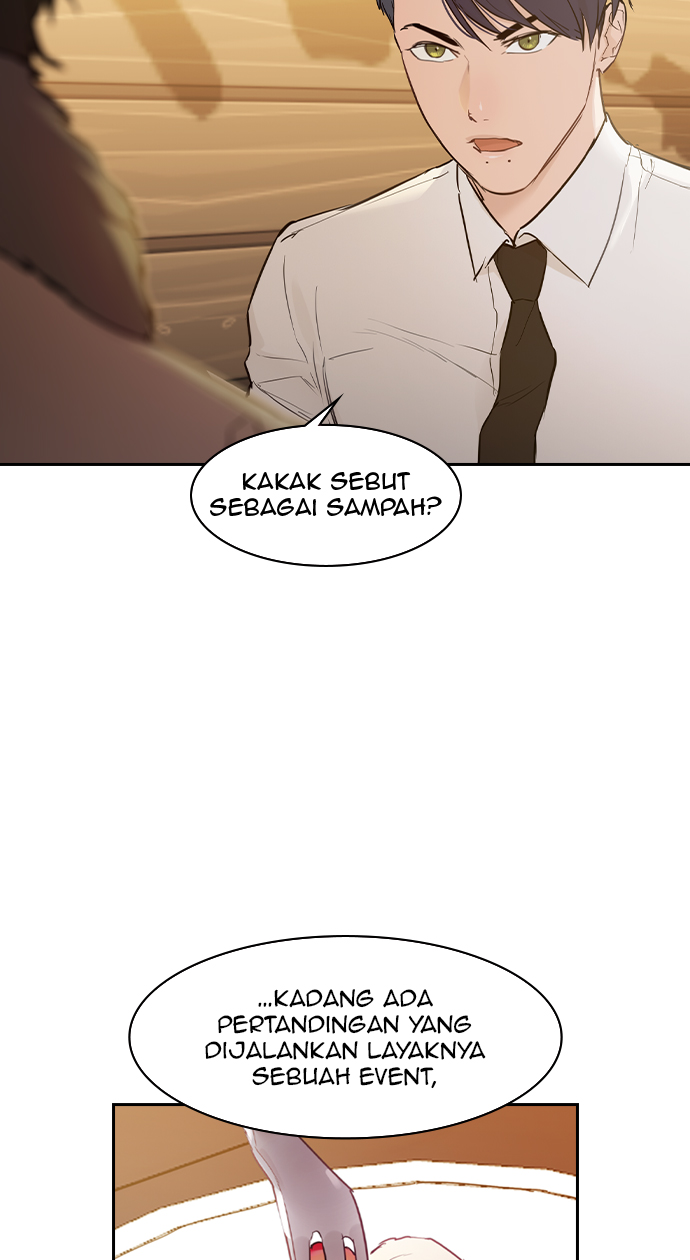 KAKAK SEBUT
SEBAGAI SAMPAH?
...KADANG ADA
PERTANDINGAN YANG
DIJALANKAN LAYAKNYA
SEBUAH EVENT,